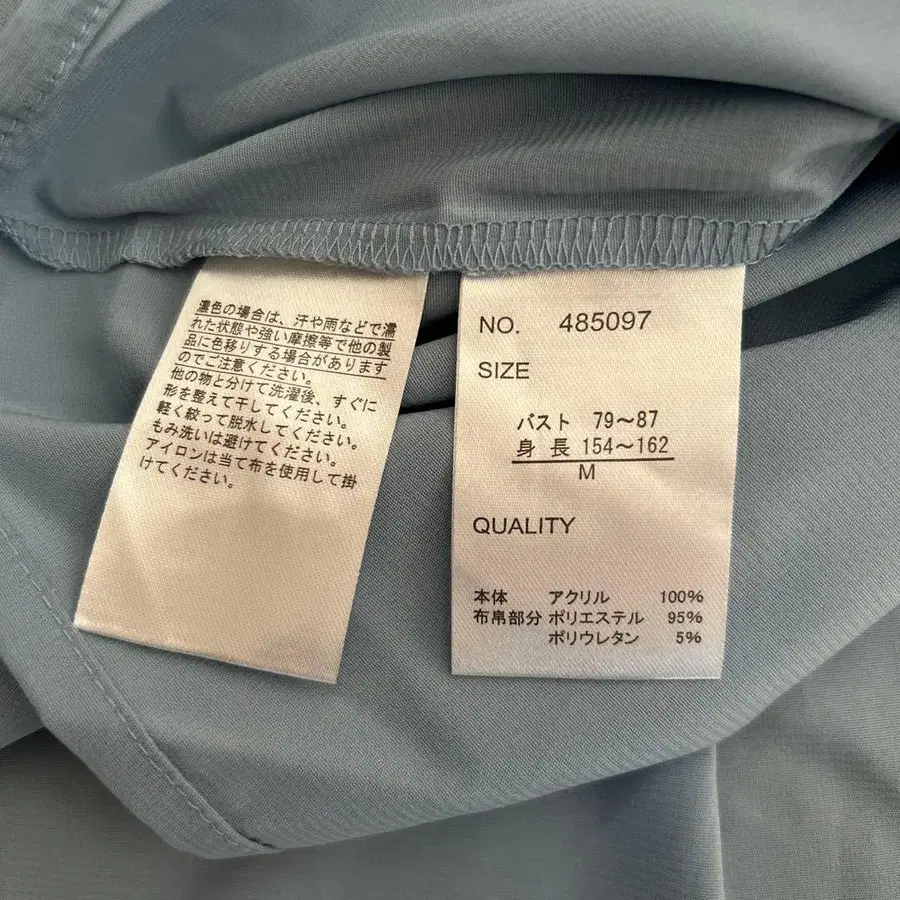 濃色の場合は、汗や雨などで濡
れた状態や強い摩擦等で他の製
品に色移りする場合があります
のでご注意ください。
他の物と分けて洗濯後、すぐに
形を整えて干してください。
軽く絞って脱水してください。
もみ洗いは避けてください。
アイロンは当て布を使用して掛
けてください。
NO. 485097
SIZE
バスト 79～87
身長 154～162
M
QUALITY
本体 アクリル 100%
布帛部分 ポリエステル 95%
ポリウレタン 5%